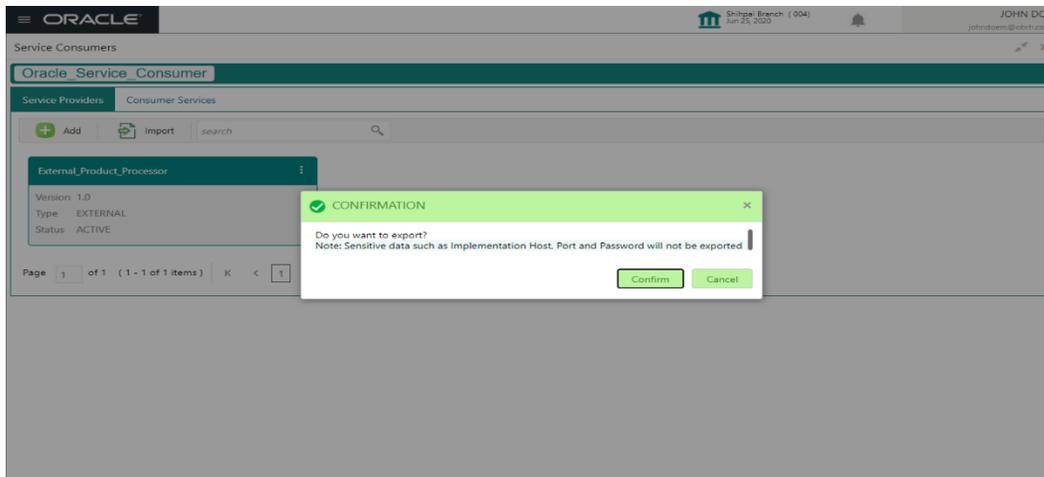 ORACLE
Shihpai Branch ( 004)
Jun 25, 2020
JOHN DO
johndoem@obrh.co
Service Consumers
Oracle_Service_Consumer
Service Providers Consumer Services
Add Import search
External_Product_Processor
Version 1.0
Type EXTERNAL
Status ACTIVE
CONFIRMATION
Do you want to export?
Note: Sensitive data such as Implementation Host, Port and Password will not be exported
Confirm Cancel
Page 1 of 1 ( 1 - 1 of 1 items ) K < 1